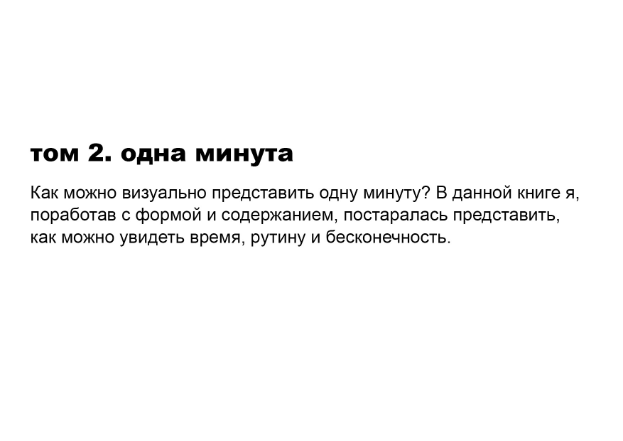 том 2. одна минута
Как можно визуально представить одну минуту? В данной книге я,
поработав с формой и содержанием, постаралась представить,
как можно увидеть время, рутину и бесконечность.